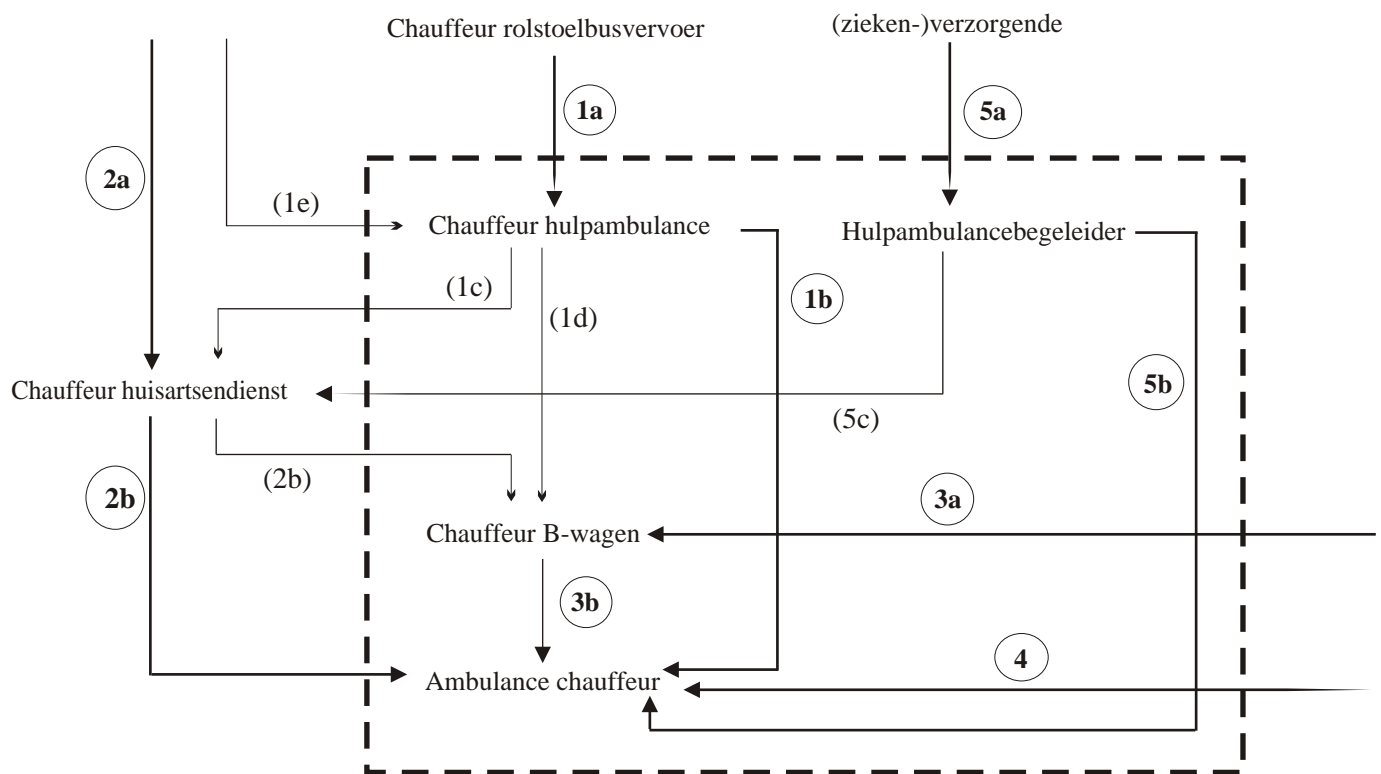 Chauffeur rolstoelbusvervoer
(zieken-)verzorgende
1a
5a
2a
(1e)
Chauffeur hulpambulance
Hulpambulancebegeleider
(1c)
1b
(1d)
Chauffeur huisartsendienst
5b
(5c)
(2b)
2b
3a
Chauffeur B-wagen
3b
4
Ambulance chauffeur